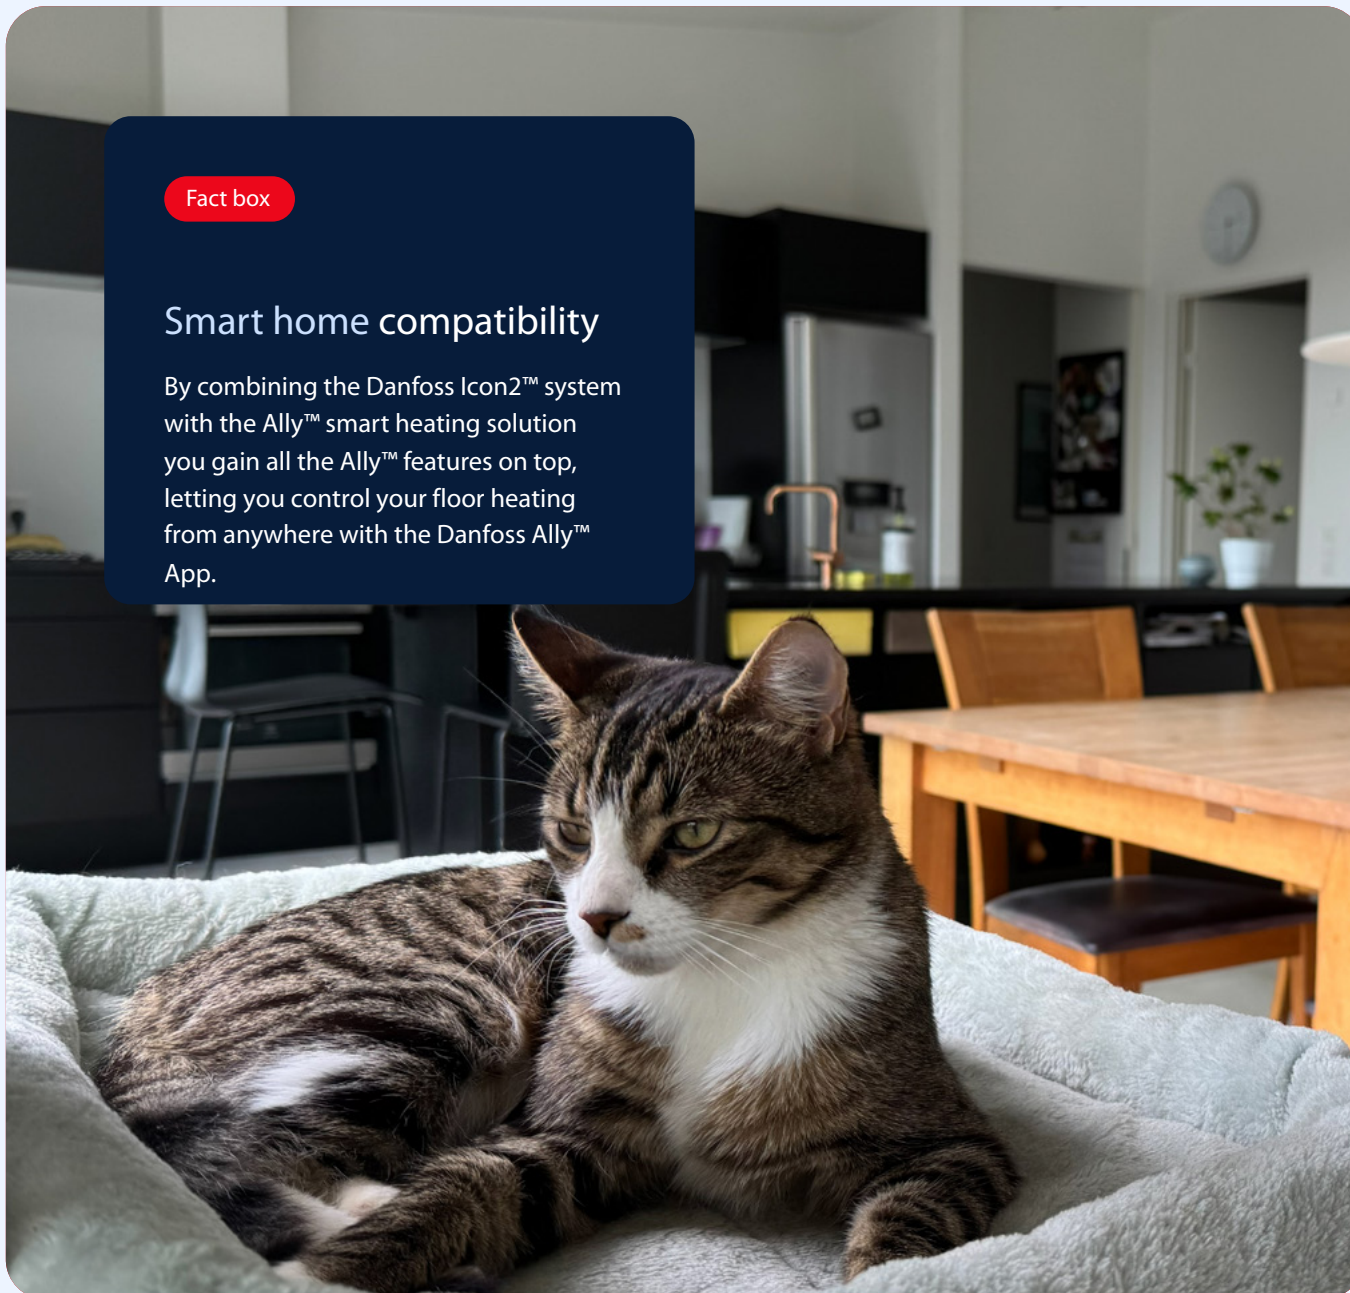 Fact box
Smart home compatibility
By combining the Danfoss Icon2™ system
with the Ally™ smart heating solution
you gain all the Ally™ features on top,
letting you control your floor heating
from anywhere with the Danfoss Ally™
App.